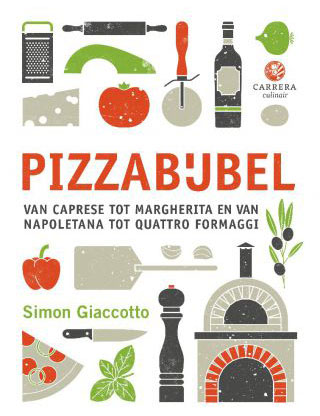 CARRERA
culinair
PIZZABIJBEL
VAN CAPRESE TOT MARGHERITA EN VAN
NAPOLETANA TOT QUATTRO FORMAGGI
Simon Giaccotto